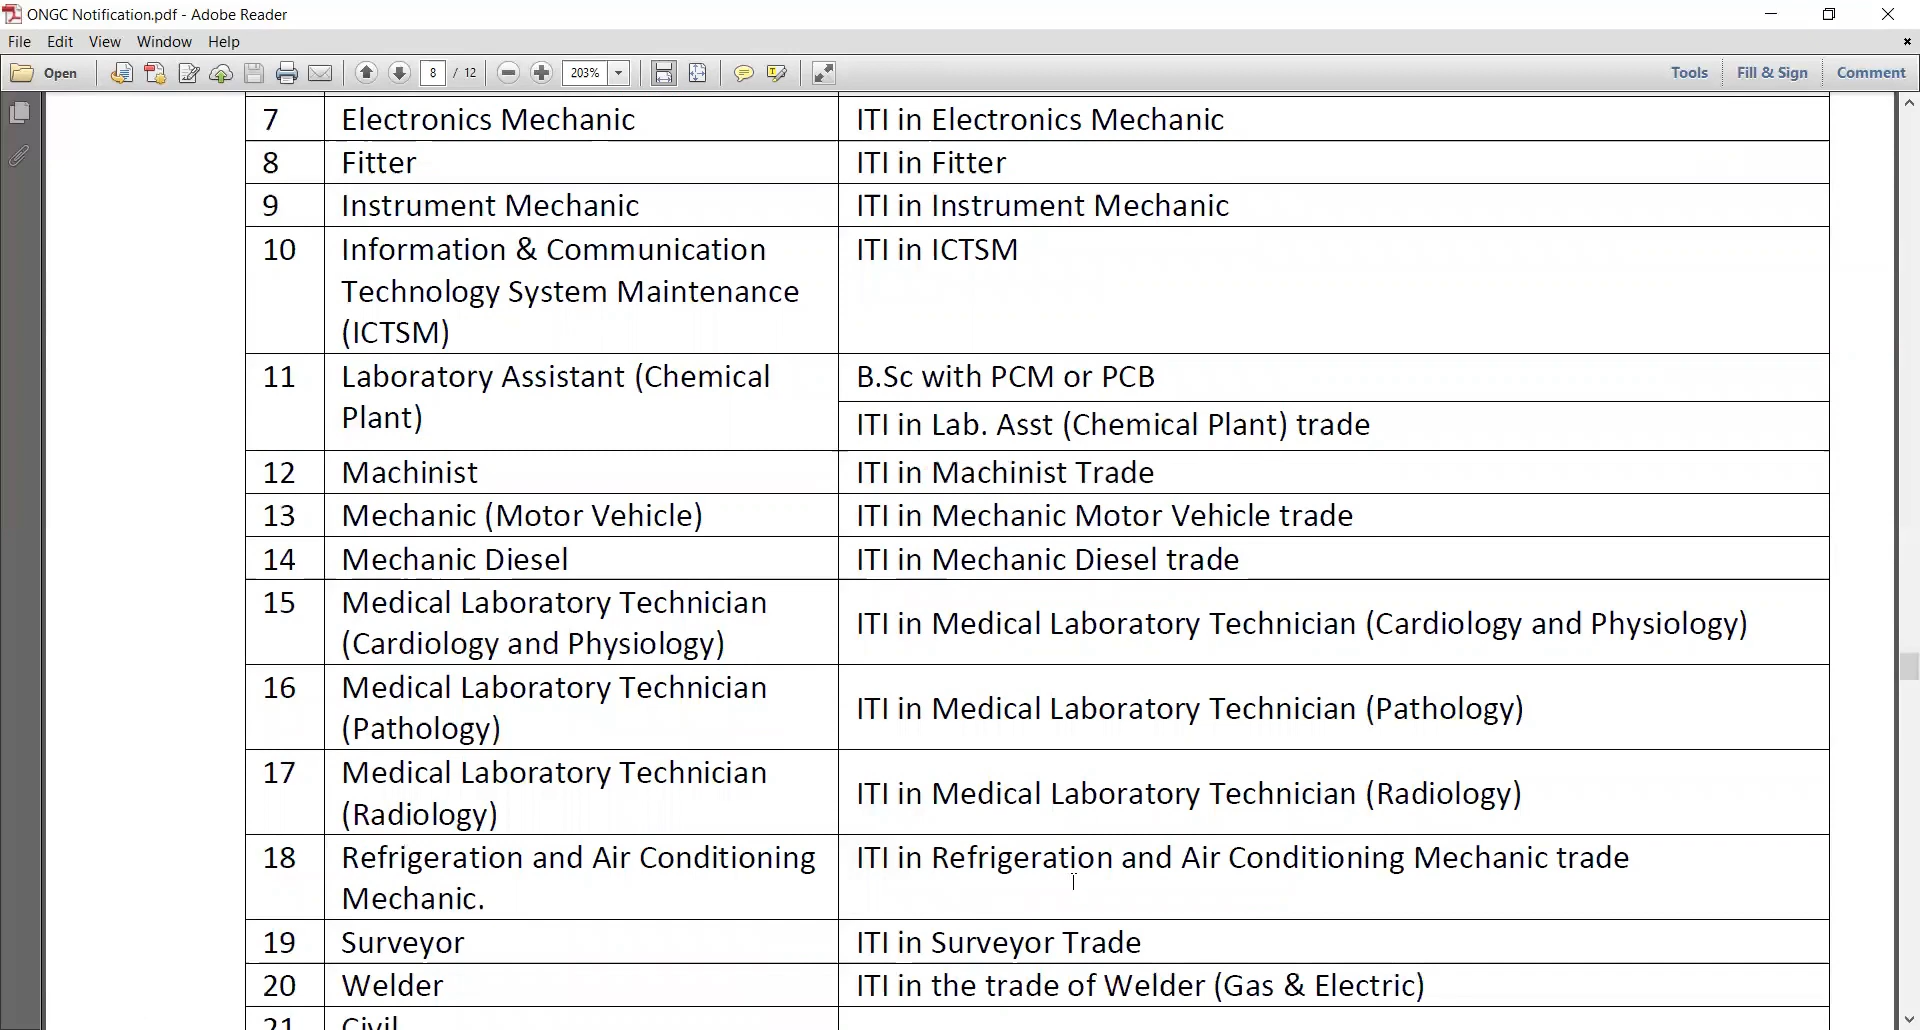 ONGC Notification.pdf - Adobe Reader
File Edit View Window Help
Open 8 / 12 203% Tools Fill & Sign Comment
7 Electronics Mechanic ITI in Electronics Mechanic
8 Fitter ITI in Fitter
9 Instrument Mechanic ITI in Instrument Mechanic
10 Information & Communication ITI in ICTSM
Technology System Maintenance
(ICTSM)
11 Laboratory Assistant (Chemical B.Sc with PCM or PCB
Plant) ITI in Lab. Asst (Chemical Plant) trade
12 Machinist ITI in Machinist Trade
13 Mechanic (Motor Vehicle) ITI in Mechanic Motor Vehicle trade
14 Mechanic Diesel ITI in Mechanic Diesel trade
15 Medical Laboratory Technician
(Cardiology and Physiology) ITI in Medical Laboratory Technician (Cardiology and Physiology)
16 Medical Laboratory Technician
(Pathology) ITI in Medical Laboratory Technician (Pathology)
17 Medical Laboratory Technician
(Radiology) ITI in Medical Laboratory Technician (Radiology)
18 Refrigeration and Air Conditioning ITI in Refrigeration and Air Conditioning Mechanic trade
Mechanic.
19 Surveyor ITI in Surveyor Trade
20 Welder ITI in the trade of Welder (Gas & Electric)
21 Civil